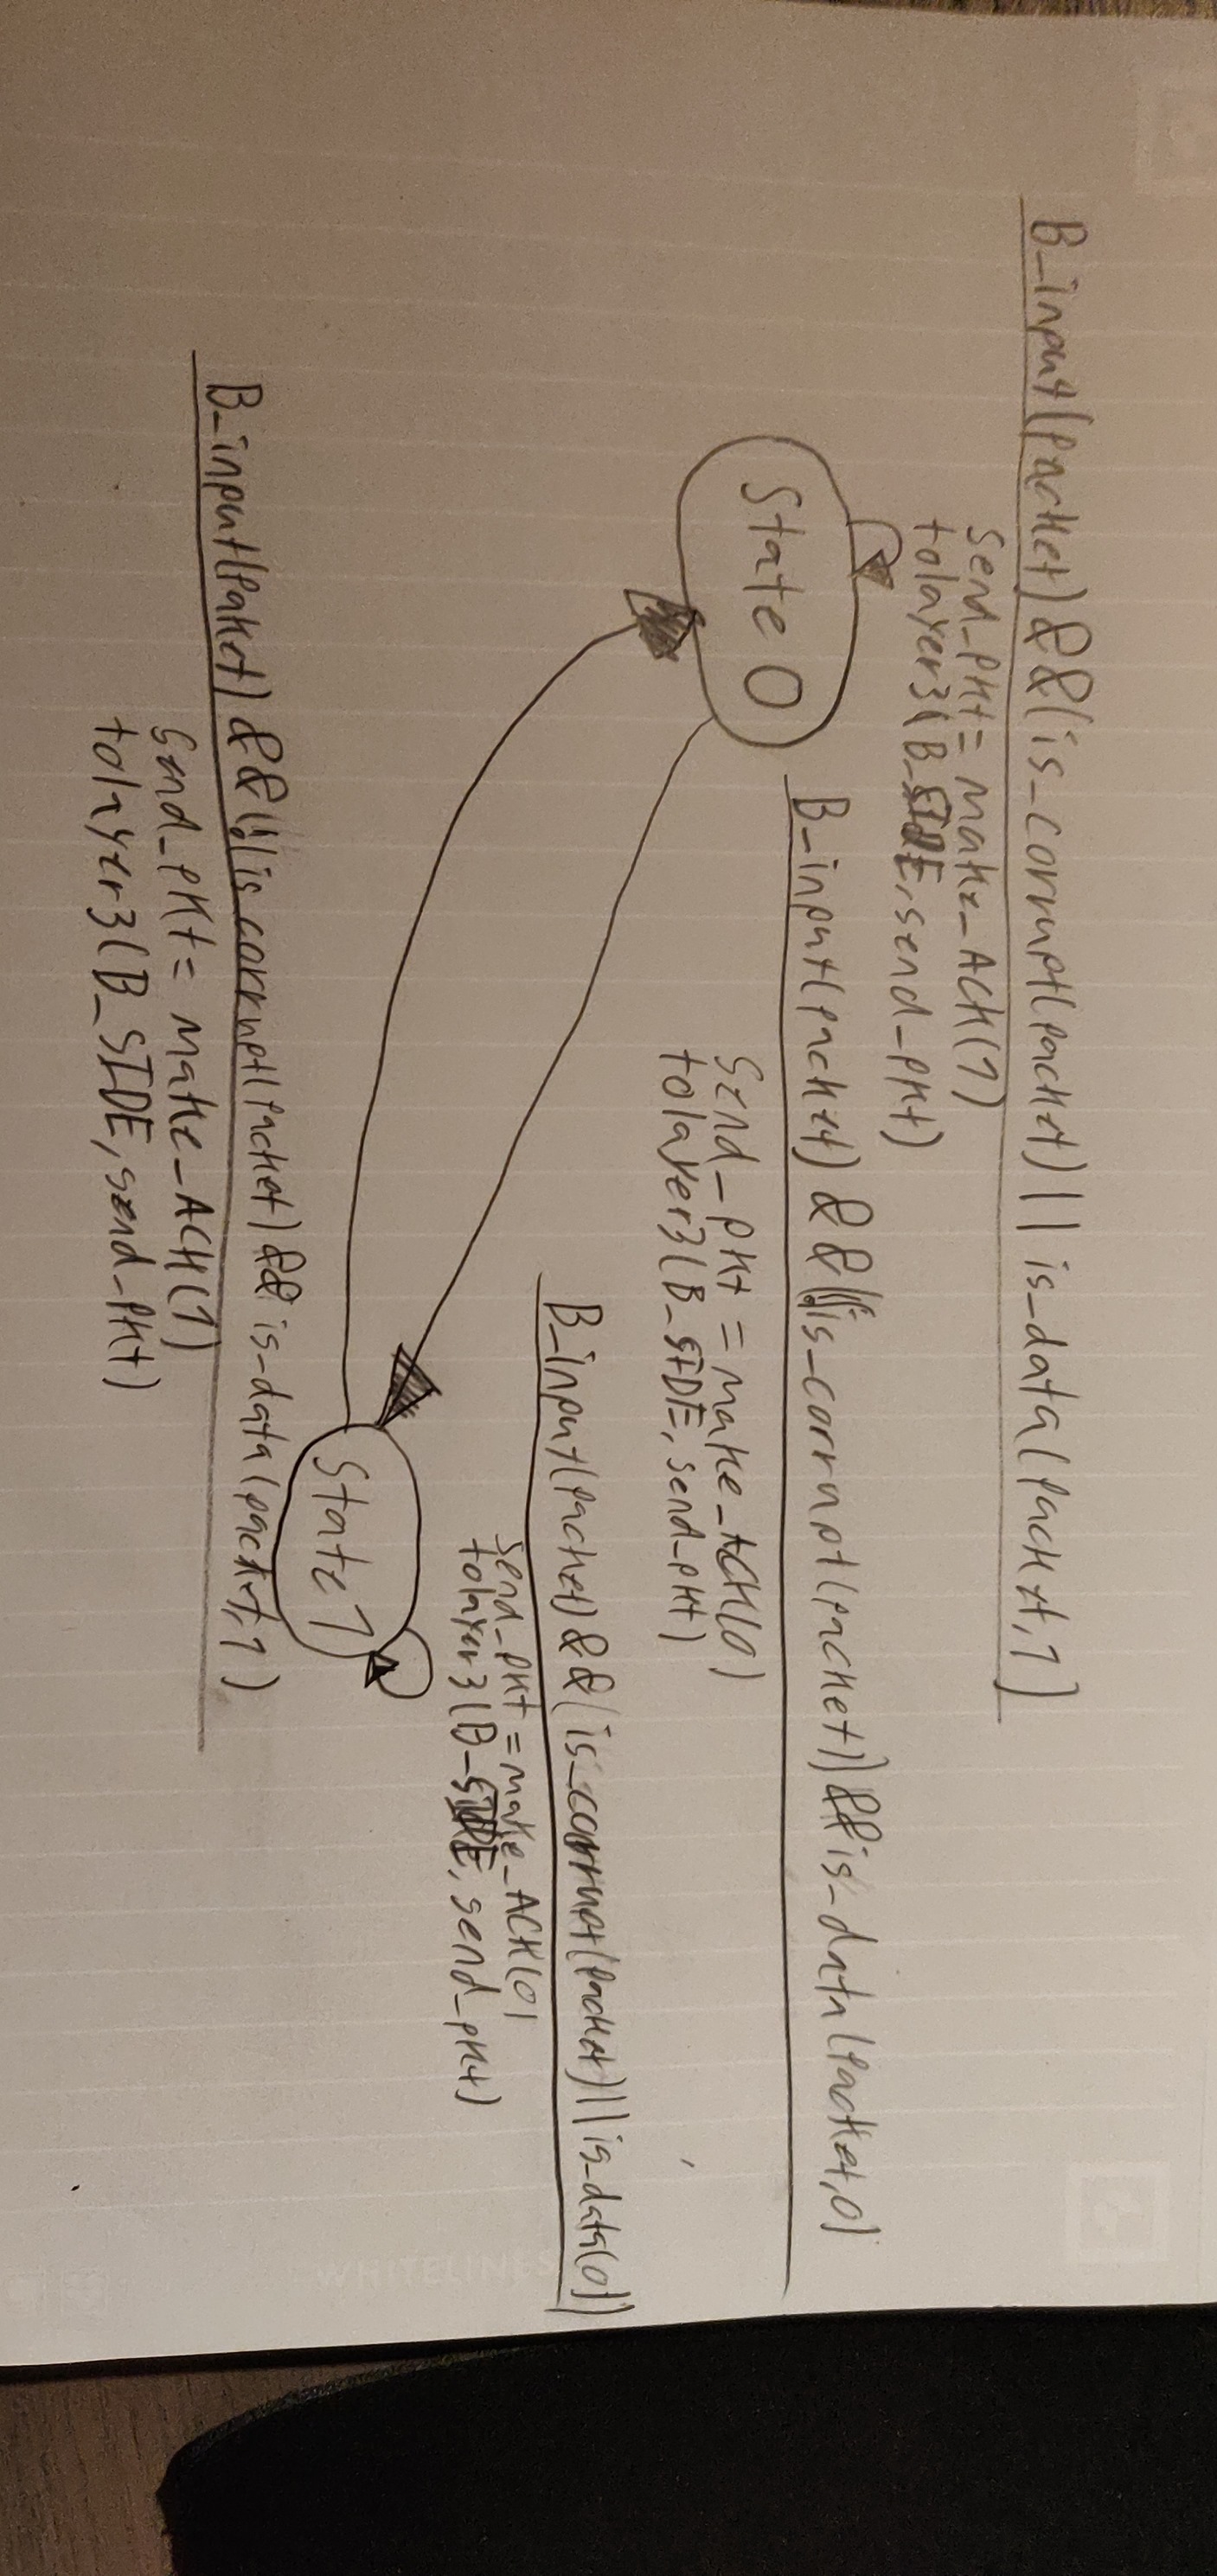 B_input(packet) && (is_corrupt(packet) || is_data(packet,1)
send_pkt = make_ACK(1)
tolayer3(B_SIDE, send_pkt)
State 0
B_input(packet) && (!is_corrupt(packet)) && is_data(packet,0)
send_pkt = make_ACK(0)
tolayer3(B_SIDE, send_pkt)
B_input(packet) && (is_corrupt(packet) || is_data(0))
send_pkt = make_ACK(0)
tolayer3(B_SIDE, send_pkt)
State 1
B_input(paket) && (!(is_corrupt(packet) && is_data(packet,1)
send_pkt = make_ACK(1)
tolayer3(B_SIDE, send_pkt)
WHITELINES